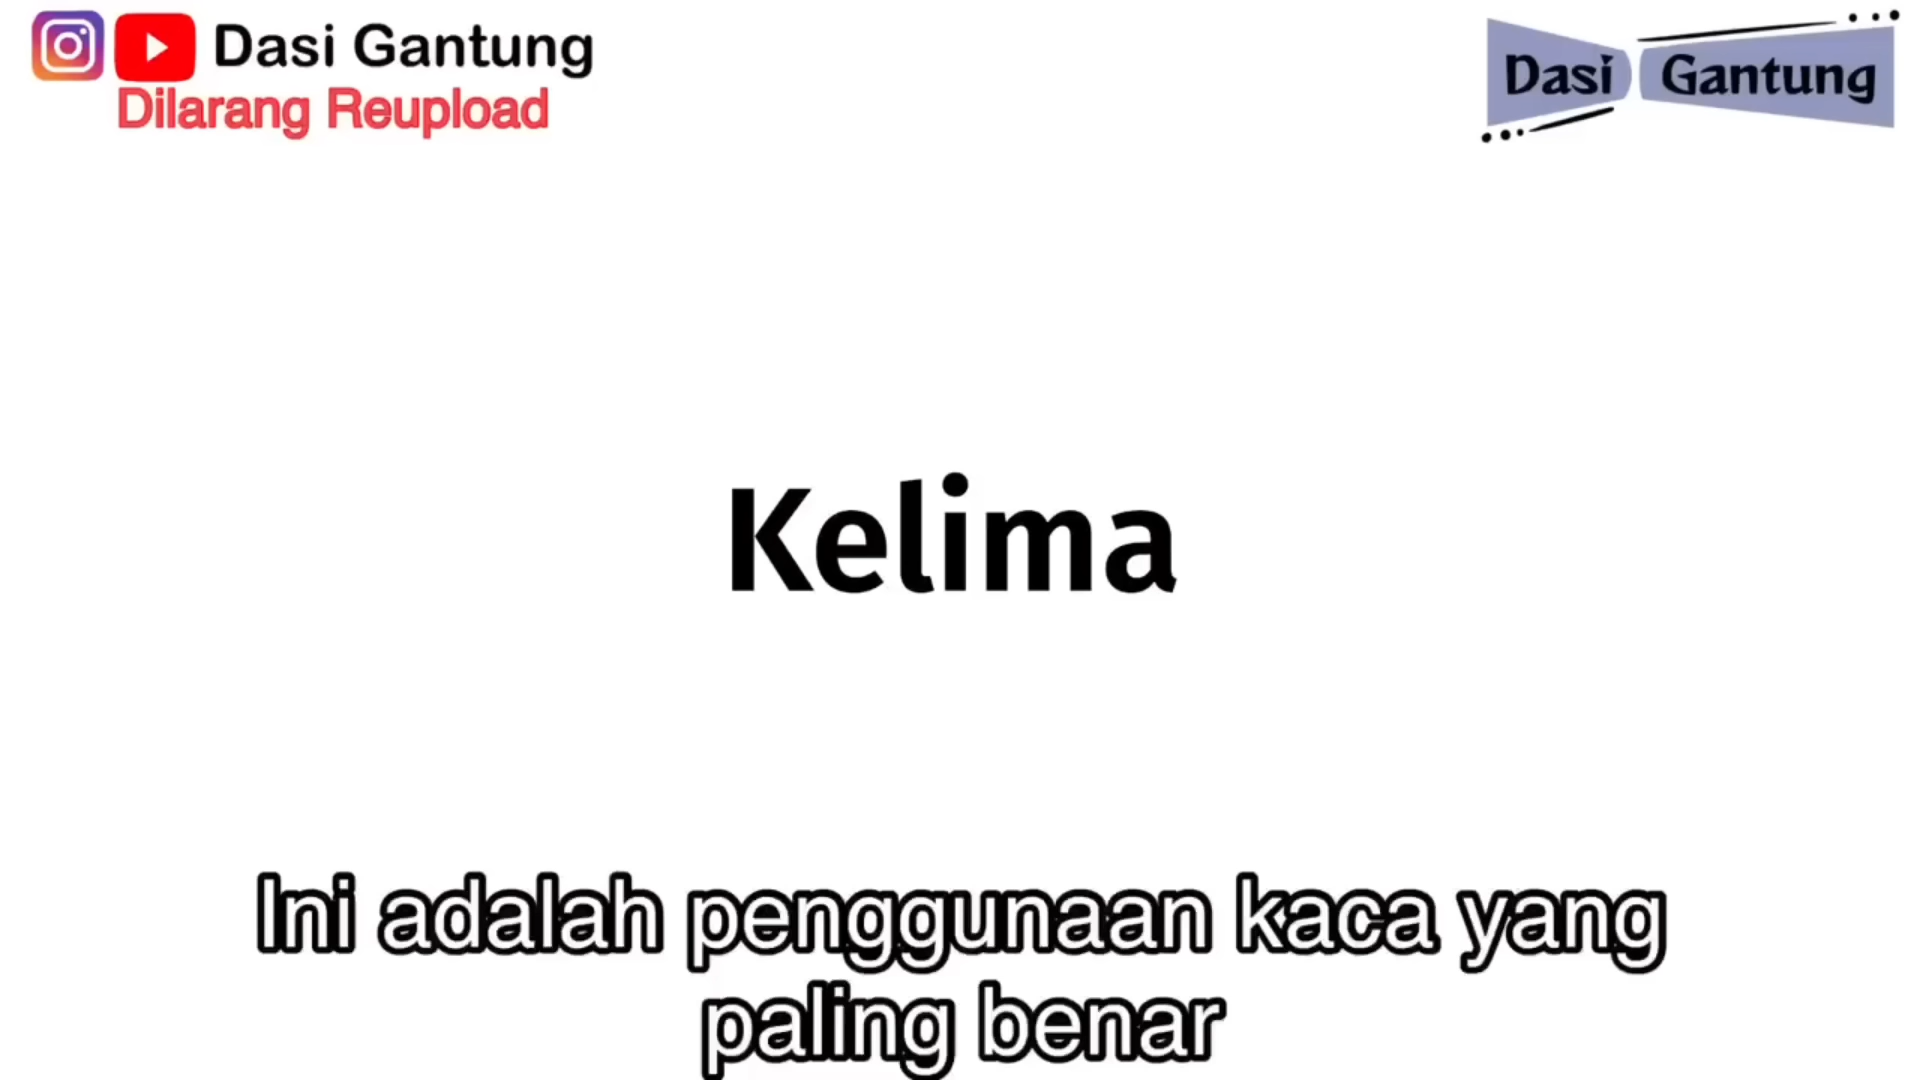 Dasi Gantung
Dilarang Reupload
Dasi Gantung
Kelima
Ini adalah penggunaan kaca yang
paling benar